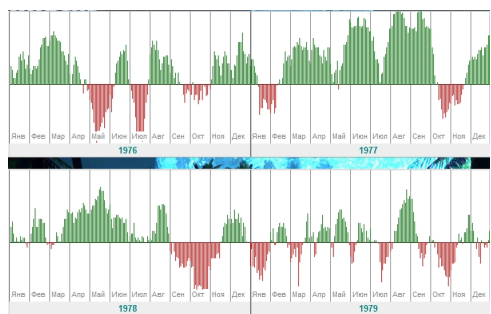 Янв Фев Мар Апр Май Июн Июл Авг Сен Окт Ноя Дек Янв Фев Мар Апр Май Июн Июл Авг Сен Окт Ноя Дек
1976 1977
Янв Фев Мар Апр Май Июн Июл Авг Сен Окт Ноя Дек Янв Фев Мар Апр Май Июн Июл Авг Сен Окт Ноя Дек
1978 1979